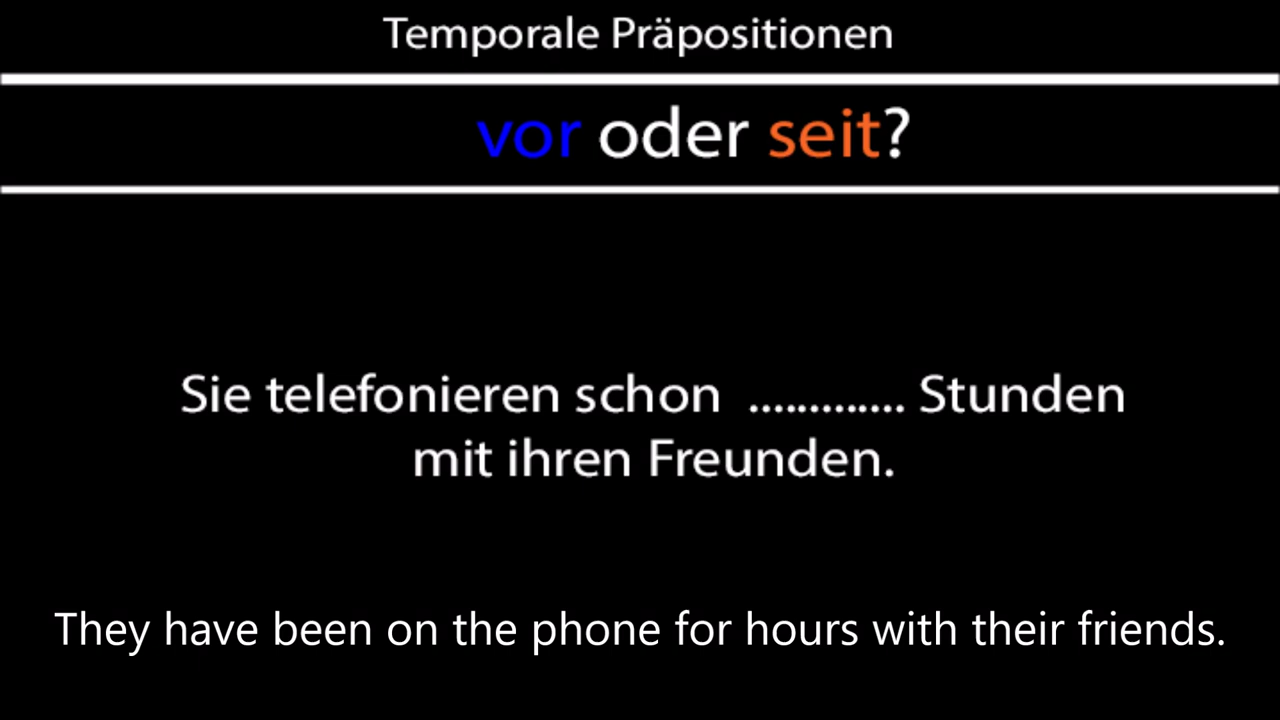 Temporale Präpositionen
vor oder seit?
Sie telefonieren schon ............. Stunden
mit ihren Freunden.
They have been on the phone for hours with their friends.